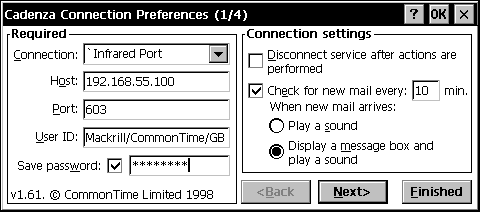 Cadenza Connection Preferences (1/4) ? OK ×
Required
Connection: `Infrared Port
Host: 192.168.55.100
Port: 603
User ID: Mackrill/CommonTime/GB
Save password: ********
v1.61. © CommonTime Limited 1998
Connection settings
Disconnect service after actions are
performed
Check for new mail every: 10 min.
When new mail arrives:
Play a sound
Display a message box and
play a sound
<Back Next> Finished